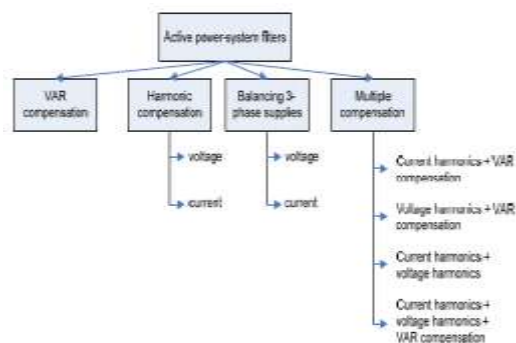 Active power-system filters
VAR
compensation
Harmonic
compensation
Balancing 3-
phase supplies
Multiple
compensation
voltage
current
voltage
current
Current harmonics + VAR
compensation
Voltage harmonics + VAR
compensation
Current harmonics +
voltage harmonics
Current harmonics +
voltage harmonics +
VAR compensation